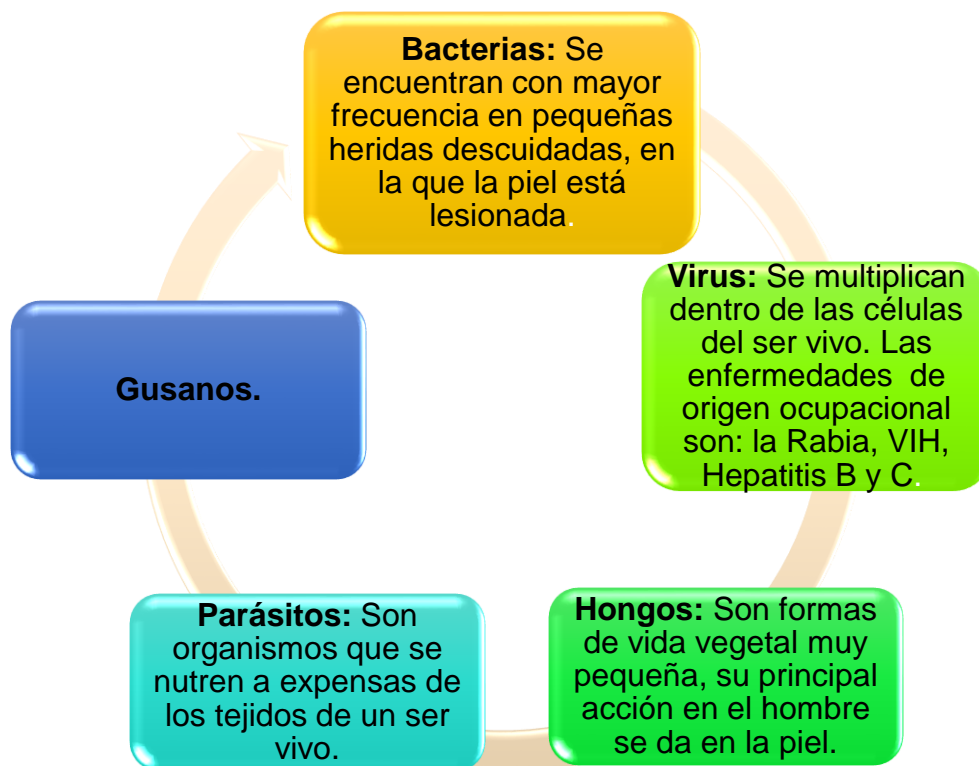 Bacterias: Se
encuentran con mayor
frecuencia en pequeñas
heridas descuidadas, en
la que la piel está
lesionada.
Virus: Se multiplican
dentro de las células
del ser vivo. Las
enfermedades de
origen ocupacional
son: la Rabia, VIH,
Hepatitis B y C.
Hongos: Son formas
de vida vegetal muy
pequeña, su principal
acción en el hombre
se da en la piel.
Parásitos: Son
organismos que se
nutren a expensas de
los tejidos de un ser
vivo.
Gusanos.